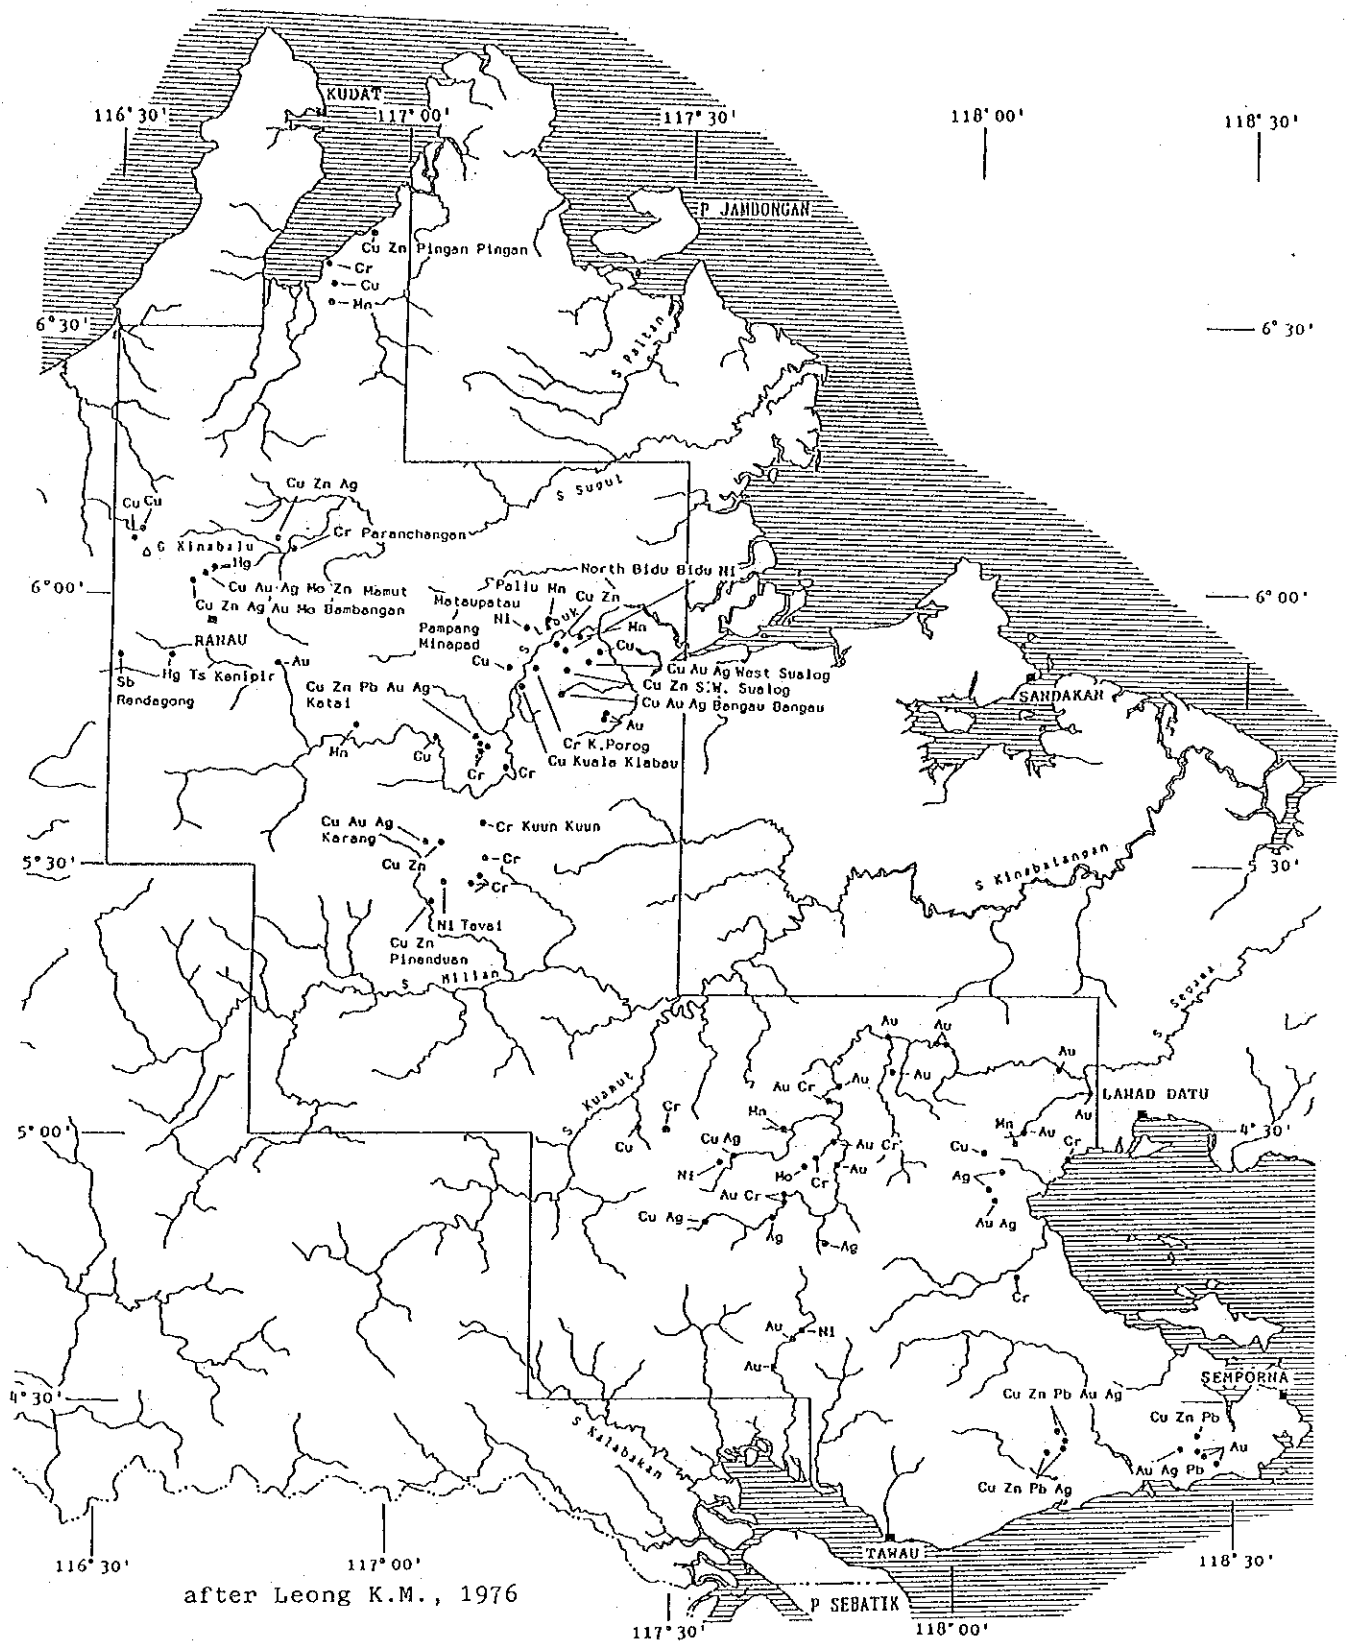 KUDAT
116° 30'
117° 00'
117° 30'
118° 00'
118° 30'
P JAMBONGAN
Cu Zn Pingan Pingan
Cr
Cu
Mn
6° 30'
6° 30'
S Paitan
Cu Zn Ag
S Sugut
Cu Cu
G Kinabalu
Cr Paranchangan
Hg
Cu Au Ag Mo Zn Mamut
North Bidu Bidu Ni
6° 00'
6° 00'
Paliu Mn
Cu Zn
Cu Zn Ag Au Mo Bambangan
Mataupatau
Ni
S Labuk
Pampang
Minapad
Mn
RANAU
Cu
Au
Cu
Cu Au Ag West Sualog
Hg Ts Kanipir
Sb
Randagong
Cu Zn S.W. Sualog
Cu Zn Pb Au Ag
Katai
SANDAKAN
Cu Au Ag Bangau Bangau
Au
Cr K.Porog
Mn
Cu
Cu Kuala Klabau
Cr
Cr
Cu Au Ag
Karang
Cr Kuun Kuun
Cu Zn
Cr
5° 30'
5 30'
S Kinabatangan
Cr
Ni Tavai
Cu Zn
Pinanduan
S Milian
S Segama
Au
Au
Au
Au
S Kuamut
Au Cr
Au
LAHAD DATU
Au
Cr
Mn
5° 00'
4° 30'
Cu
Cu Ag
Au Cr
Mn
Au
Cu
Cr
Ni
Mo
Cr
Au
Ag
Au Cr
Cu Ag
Ag
Ag
Au Ag
Cr
Au
Ni
Au
SEMPORNA
4° 30'
Cu Zn Pb Au Ag
Cu Zn Pb
S Kalabakan
Au
Au Ag Pb
Cu Zn Pb Ag
116° 30'
117° 00'
TAWAU
118° 30'
after Leong K.M., 1976
P SEBATIK
117° 30'
118° 00'